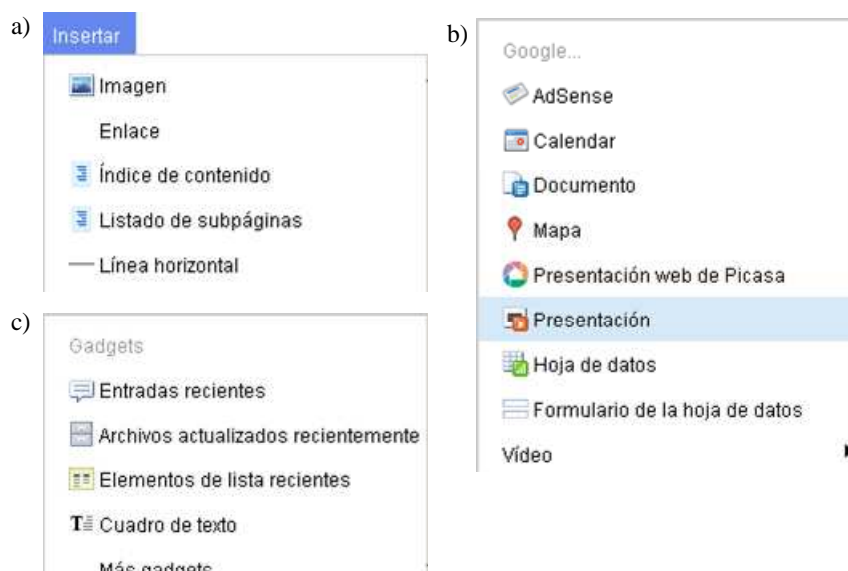 a)
Insertar
Imagen
Enlace
Índice de contenido
Listado de subpáginas
Línea horizontal
b)
Google...
AdSense
Calendar
Documento
Mapa
Presentación web de Picasa
Presentación
Hoja de datos
Formulario de la hoja de datos
Vídeo
c)
Gadgets
Entradas recientes
Archivos actualizados recientemente
Elementos de lista recientes
Cuadro de texto
Más gadgets